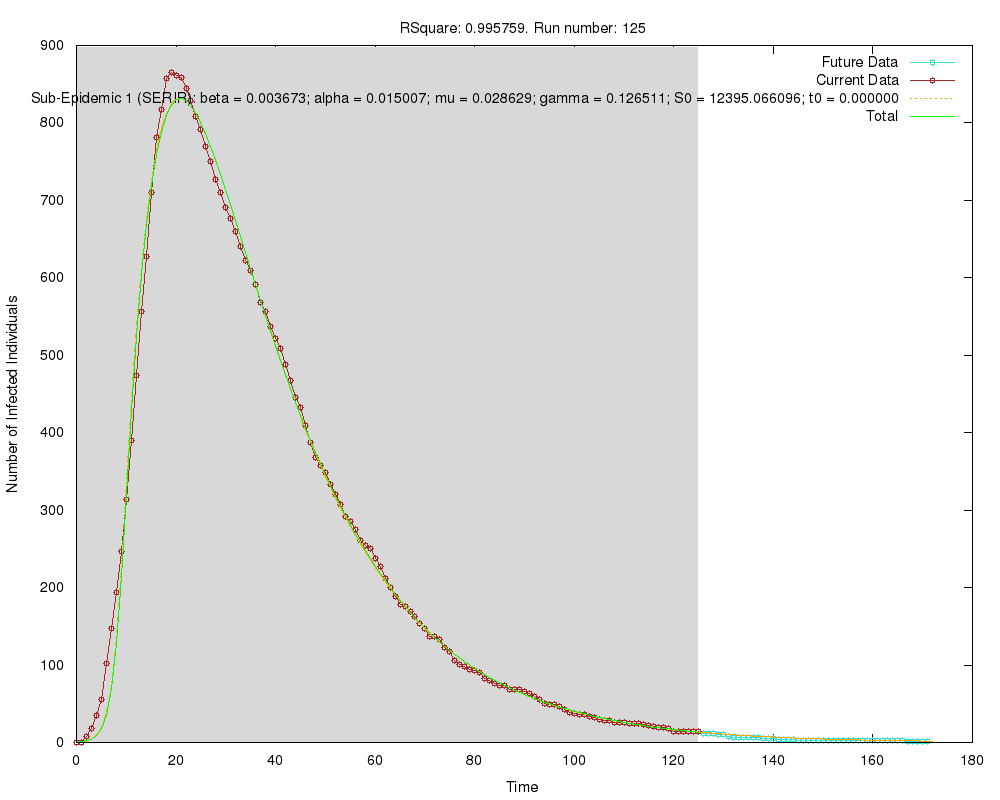 RSquare: 0.995759. Run number: 125
900
800
700
600
500
400
300
200
100
0
Number of Infected Individuals
Future Data
Current Data
Sub-Epidemic 1 (SERIR): beta = 0.003673; alpha = 0.015007; mu = 0.028629; gamma = 0.126511; S0 = 12395.066096; t0 = 0.000000
Total
0 20 40 60 80 100 120 140 160 180
Time